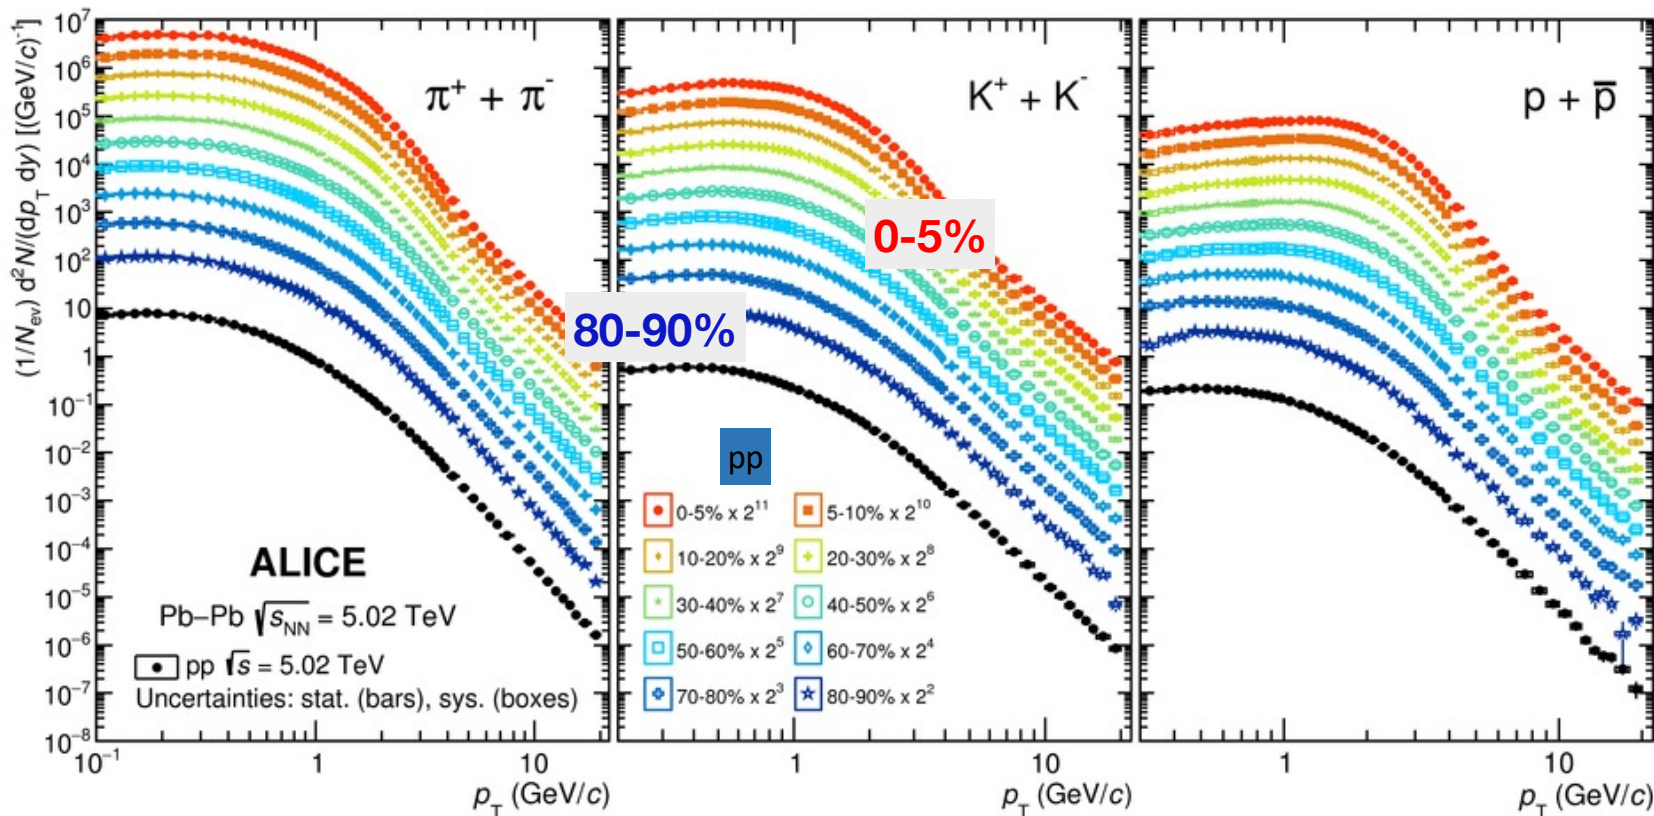 (1/N_ev) d²N/(dp_T dy) [(GeV/c)⁻¹]
10⁷
10⁶
10⁵
10⁴
10³
10²
10
1
10⁻¹
10⁻²
10⁻³
10⁻⁴
10⁻⁵
10⁻⁶
10⁻⁷
10⁻⁸
π⁺ + π⁻
ALICE
Pb–Pb √s_NN = 5.02 TeV
pp √s = 5.02 TeV
Uncertainties: stat. (bars), sys. (boxes)
10⁻¹ 1 10
p_T (GeV/c)
K⁺ + K⁻
0-5%
80-90%
pp
0-5% x 2¹¹
5-10% x 2¹⁰
10-20% x 2⁹
20-30% x 2⁸
30-40% x 2⁷
40-50% x 2⁶
50-60% x 2⁵
60-70% x 2⁴
70-80% x 2³
80-90% x 2²
1 10
p_T (GeV/c)
p + p̅
1 10
p_T (GeV/c)